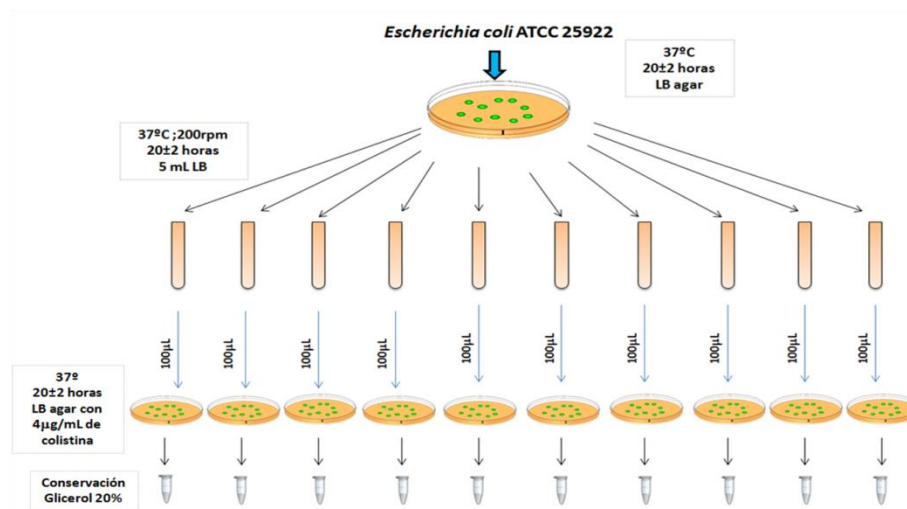 Escherichia coli ATCC 25922
37ºC
20±2 horas
LB agar
37ºC ;200rpm
20±2 horas
5 mL LB
100µL
100µL
100µL
100µL
100µL
100µL
100µL
100µL
100µL
100µL
37º
20±2 horas
LB agar con
4µg/mL de
colistina
Conservación
Glicerol 20%